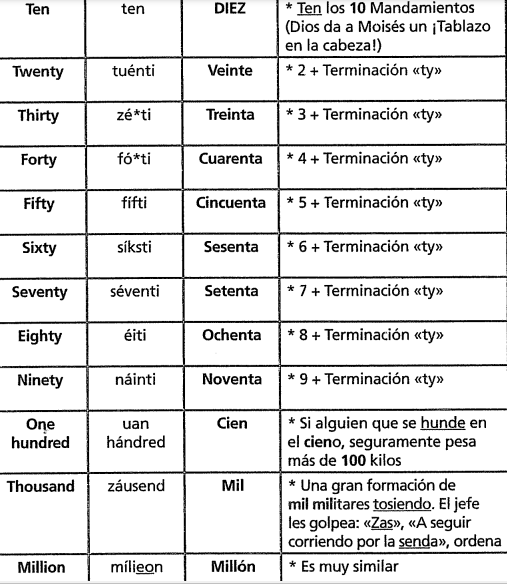 Ten ten DIEZ * Ten los 10 Mandamientos
(Dios da a Moisés un ¡Tablazo
en la cabeza!)
Twenty tuénti Veinte * 2 + Terminación «ty»
Thirty zé*ti Treinta * 3 + Terminación «ty»
Forty fó*ti Cuarenta * 4 + Terminación «ty»
Fifty fífti Cincuenta * 5 + Terminación «ty»
Sixty síksti Sesenta * 6 + Terminación «ty»
Seventy séventi Setenta * 7 + Terminación «ty»
Eighty éiti Ochenta * 8 + Terminación «ty»
Ninety náinti Noventa * 9 + Terminación «ty»
One uan Cien * Si alguien que se hunde en
hundred hándred el cieno, seguramente pesa
más de 100 kilos
Thousand záusend Mil * Una gran formación de
mil militares tosiendo. El jefe
les golpea: «Zas», «A seguir
corriendo por la senda», ordena
Million mílieon Millón * Es muy similar